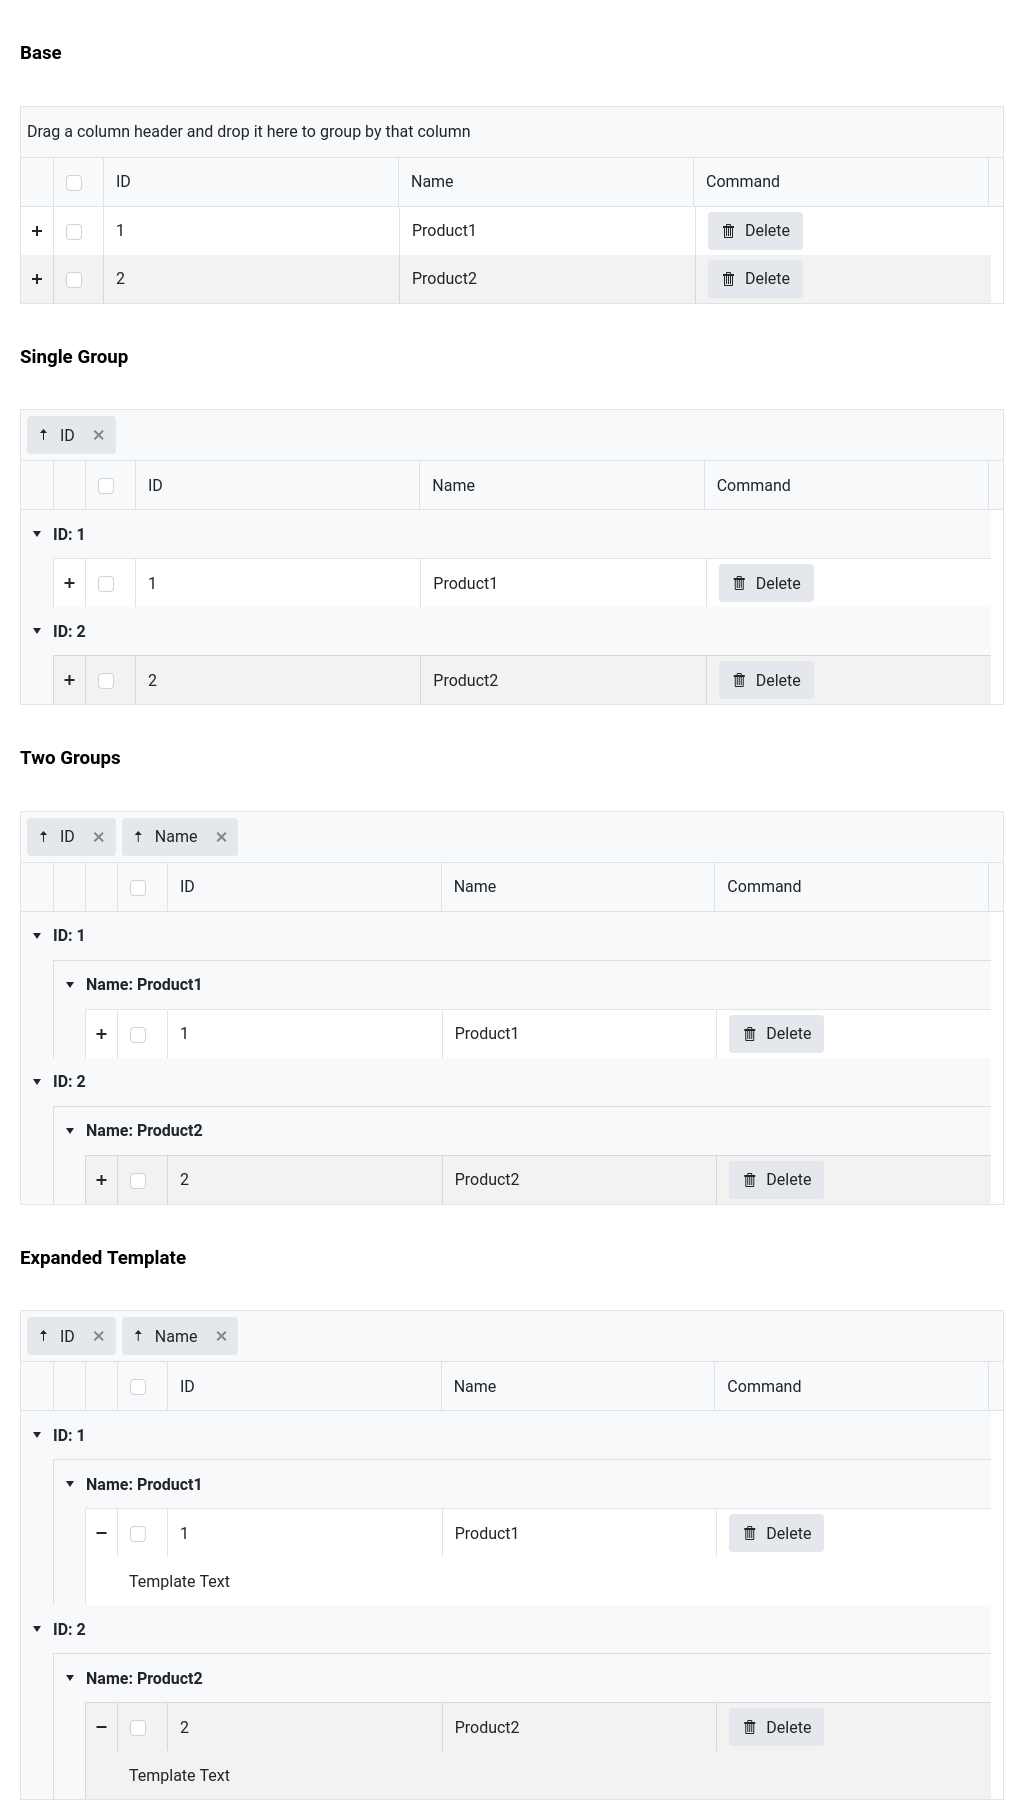 Base
Drag a column header and drop it here to group by that column
ID Name Command
1 Product1 Delete
2 Product2 Delete
Single Group
ID
ID Name Command
ID: 1
1 Product1 Delete
ID: 2
2 Product2 Delete
Two Groups
ID Name
ID Name Command
ID: 1
Name: Product1
1 Product1 Delete
ID: 2
Name: Product2
2 Product2 Delete
Expanded Template
ID Name
ID Name Command
ID: 1
Name: Product1
1 Product1 Delete
Template Text
ID: 2
Name: Product2
2 Product2 Delete
Template Text